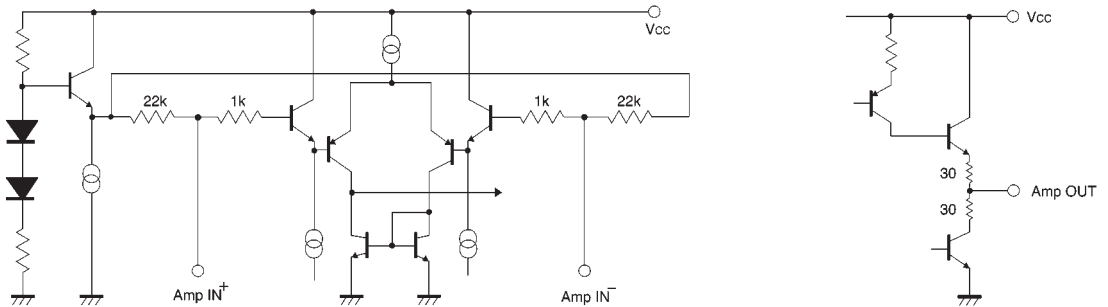 Vcc
22k
1k
1k
22k
Amp IN+
Amp IN−
Vcc
30
Amp OUT
30